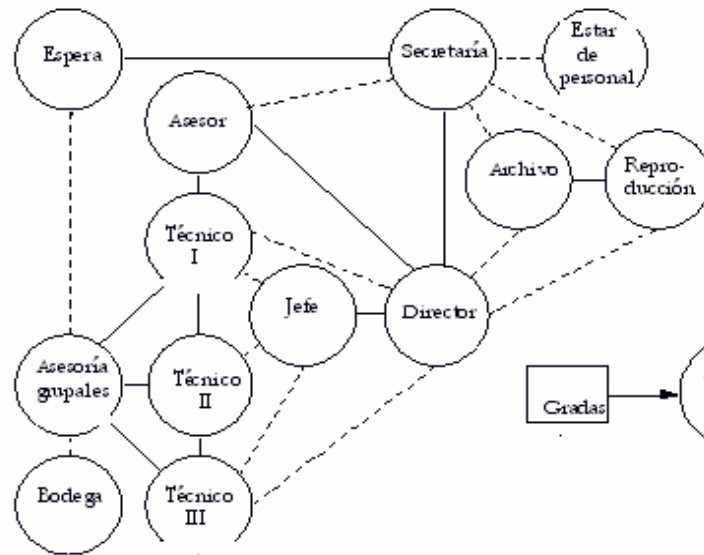 Espera
Secretaría
Estar
de
personal
Asesor
Archivo
Repro-
ducción
Técnico
I
Jefe
Director
Asesoría
grupales
Técnico
II
Gradas
Bodega
Técnico
III